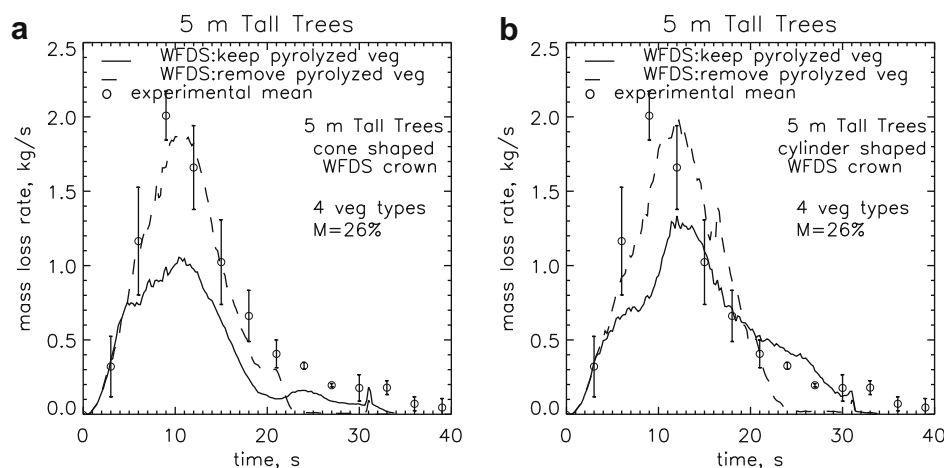 a
5 m Tall Trees
2.5
2.0
1.5
1.0
0.5
0.0
mass loss rate, kg/s
WFDS:keep pyrolyzed veg
WFDS:remove pyrolyzed veg
experimental mean
5 m Tall Trees
cone shaped
WFDS crown
4 veg types
M=26%
0 10 20 30 40
time, s
b
5 m Tall Trees
2.5
2.0
1.5
1.0
0.5
0.0
mass loss rate, kg/s
WFDS:keep pyrolyzed veg
WFDS:remove pyrolyzed veg
experimental mean
5 m Tall Trees
cylinder shaped
WFDS crown
4 veg types
M=26%
0 10 20 30 40
time, s